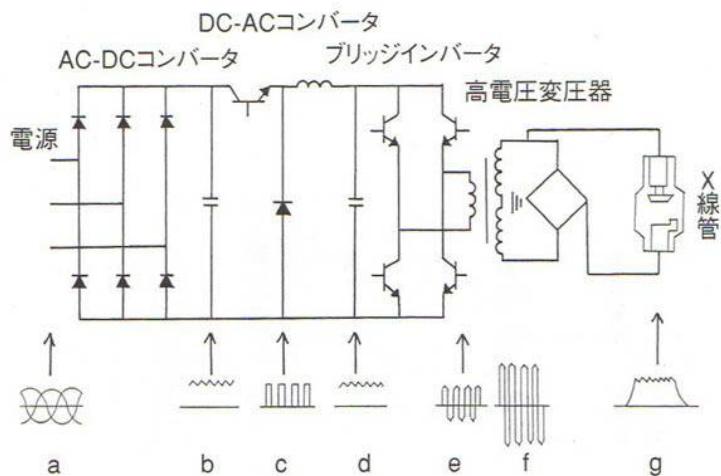 DC-ACコンバータ
AC-DCコンバータ
ブリッジインバータ
高電圧変圧器
電源
X線管
a b c d e f g